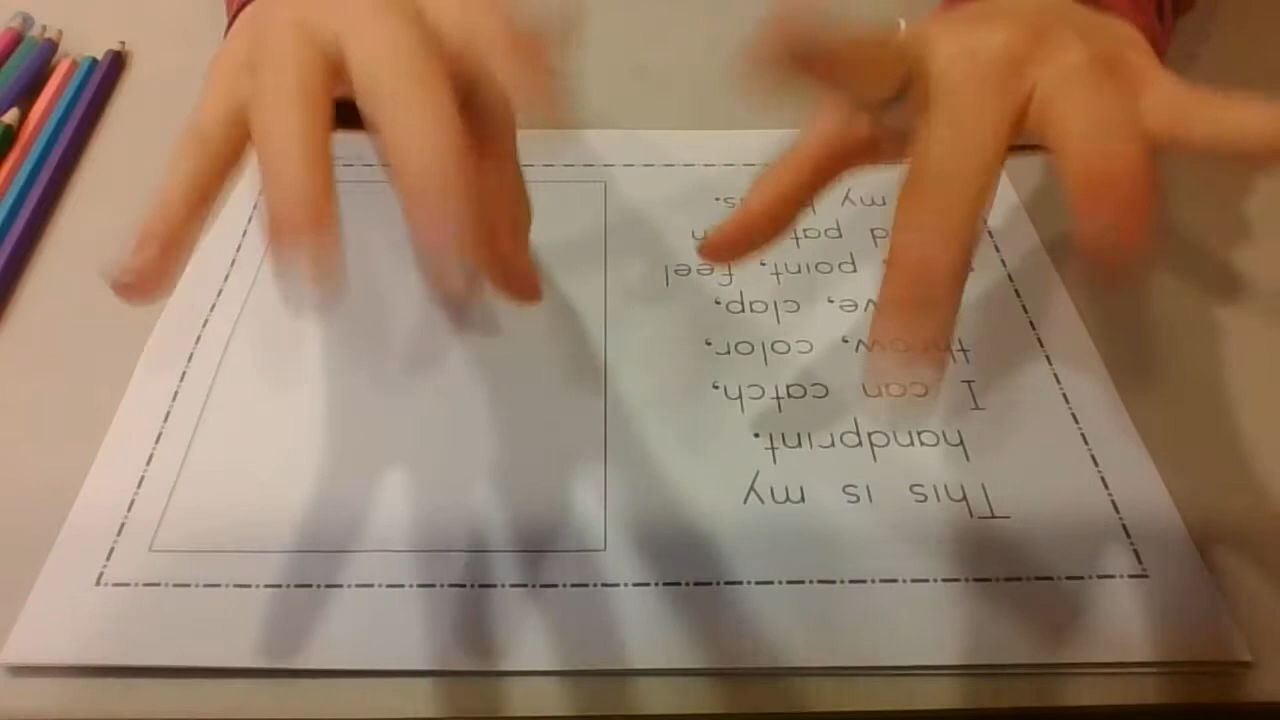 This is my
handprint.
I can catch,
throw, color,
clap,
point, feel
pat
my